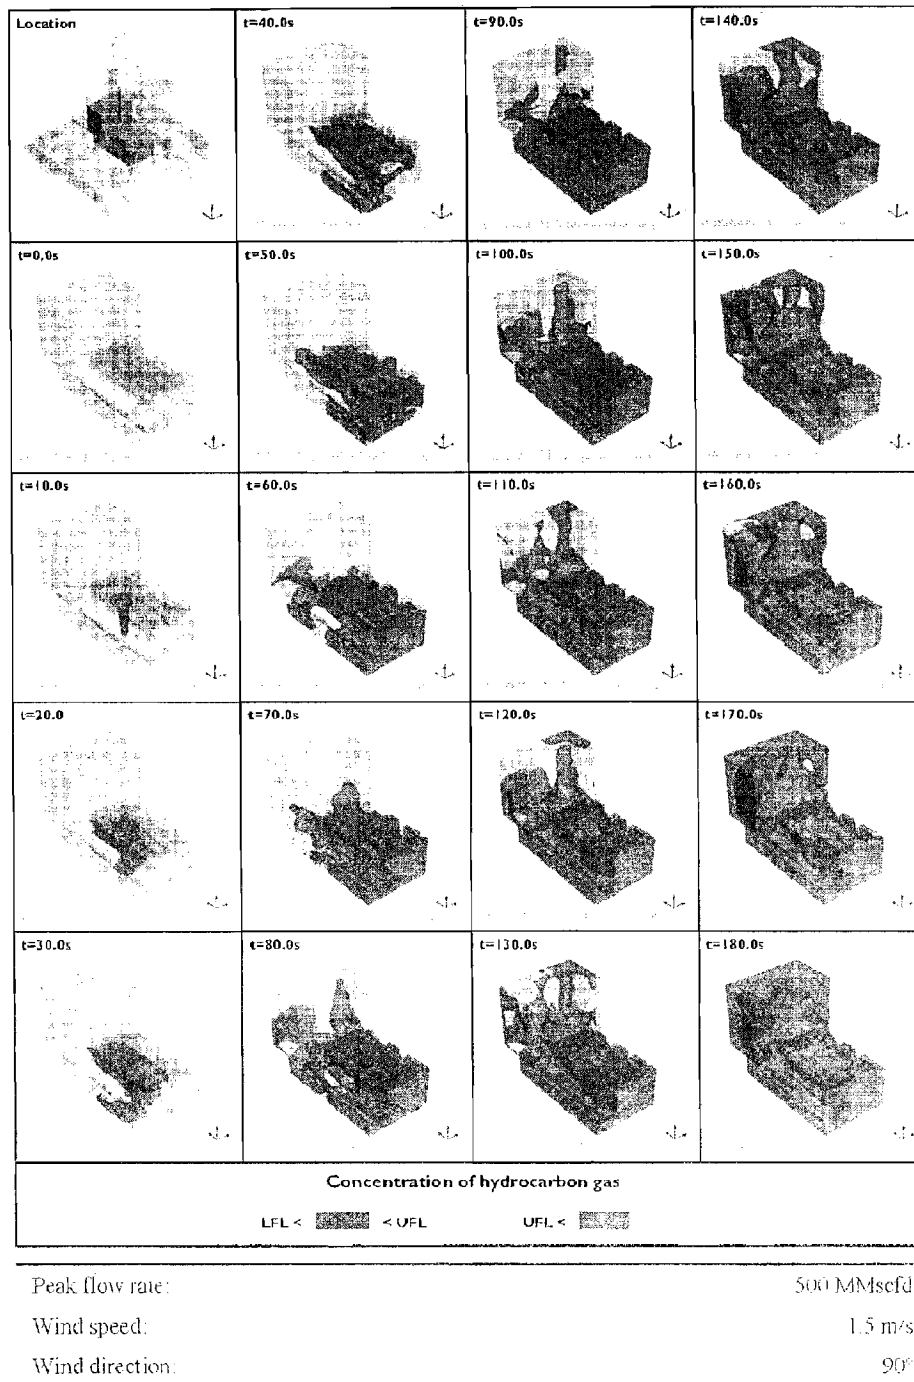 Location
t=40.0s
t=90.0s
t=140.0s
t=0.0s
t=50.0s
t=100.0s
t=150.0s
t=10.0s
t=60.0s
t=110.0s
t=160.0s
t=20.0
t=70.0s
t=120.0s
t=170.0s
t=30.0s
t=80.0s
t=130.0s
t=180.0s
Concentration of hydrocarbon gas
LFL < < UFL UFL <
Peak flow rate: 500 MMscfd
Wind speed: 1.5 m/s
Wind direction: 90°